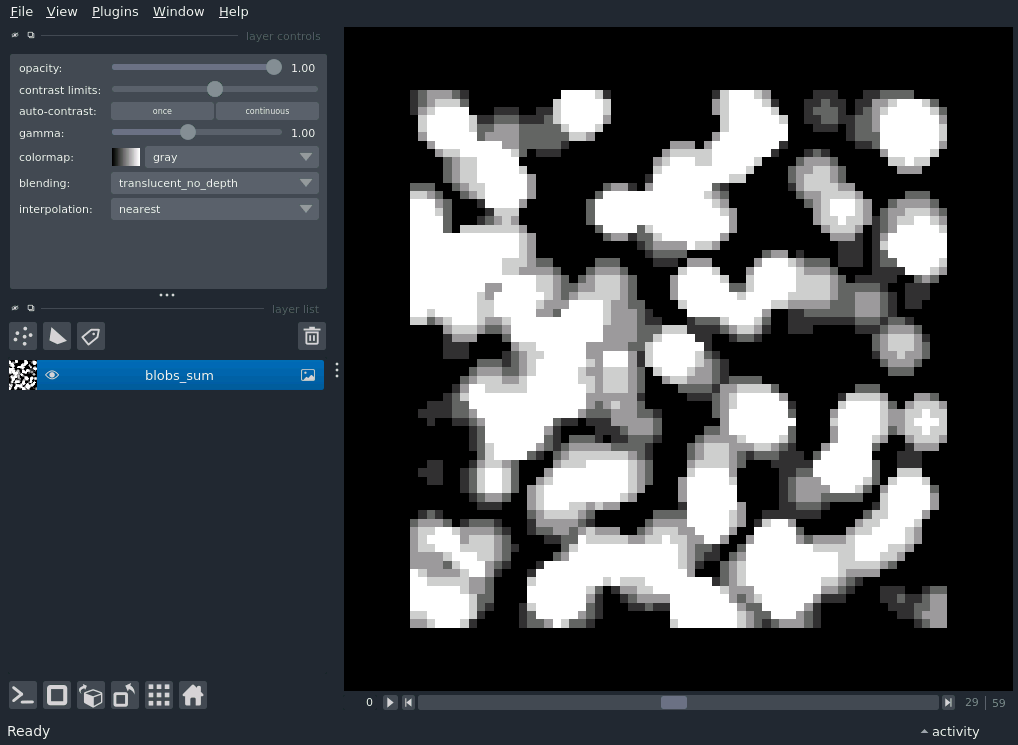 File View Plugins Window Help
layer controls
opacity: 1.00
contrast limits:
auto-contrast: once continuous
gamma: 1.00
colormap: gray
blending: translucent_no_depth
interpolation: nearest
layer list
blobs_sum
0 29 | 59
Ready activity